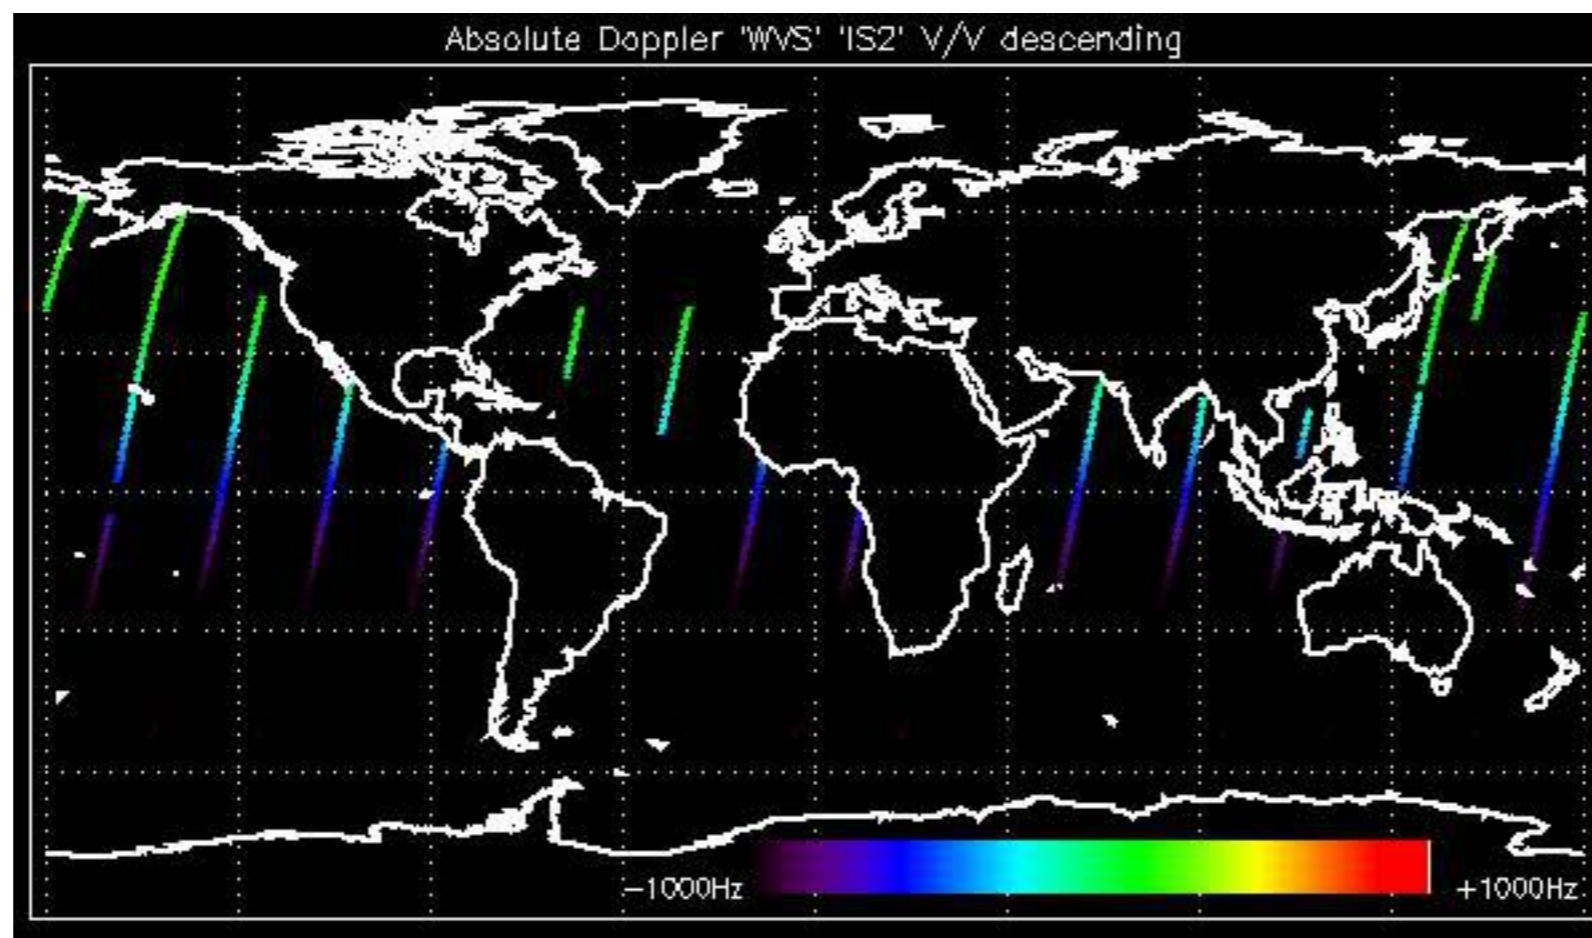 Absolute Doppler 'WVS' 'IS2' V/V descending
−1000Hz
+1000Hz